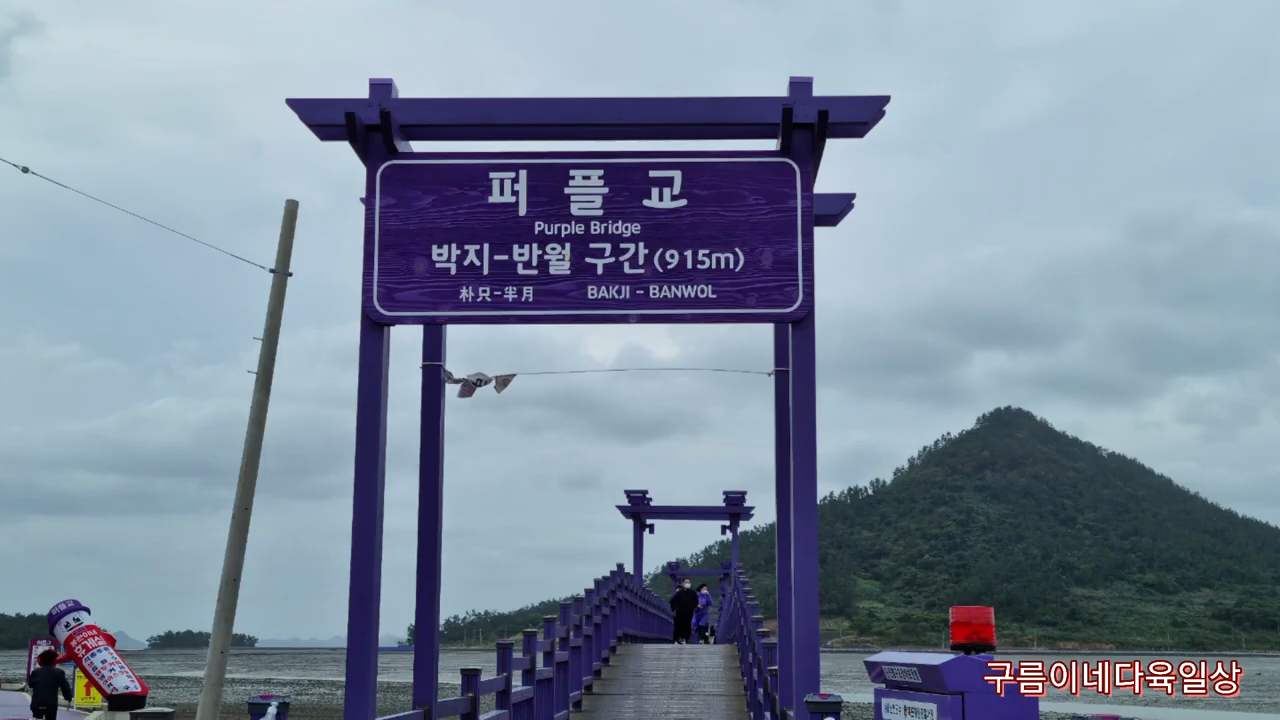 퍼플교
Purple Bridge
박지-반월 구간(915m)
朴只-半月 BAKJI - BANWOL
구름이네다육일상